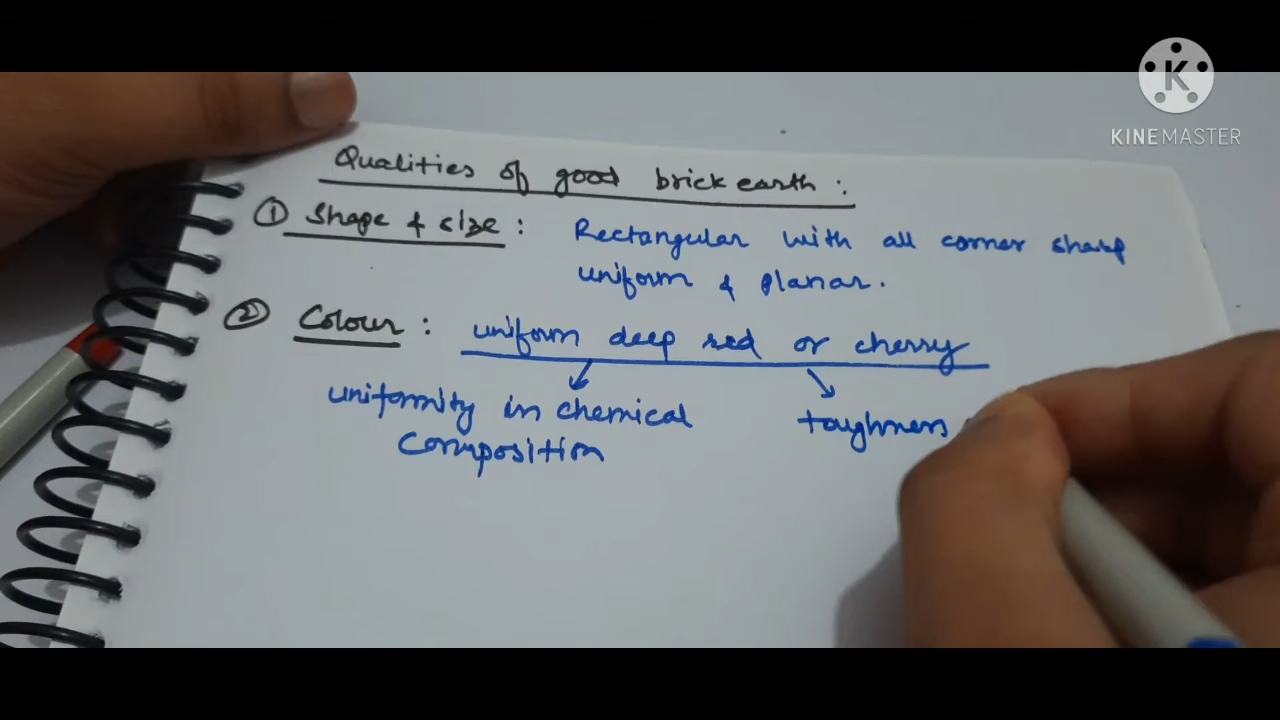 KINEMASTER
Qualities of good brick earth :
① Shape & size : Rectangular with all corner sharp
uniform & planar.
② Colour : uniform deep red or cherry
uniformity in chemical
composition
toughness